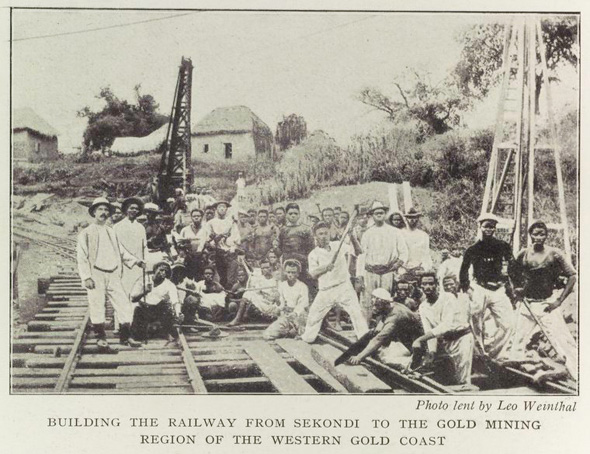 Photo lent by Leo Weinthal
BUILDING THE RAILWAY FROM SEKONDI TO THE GOLD MINING
REGION OF THE WESTERN GOLD COAST